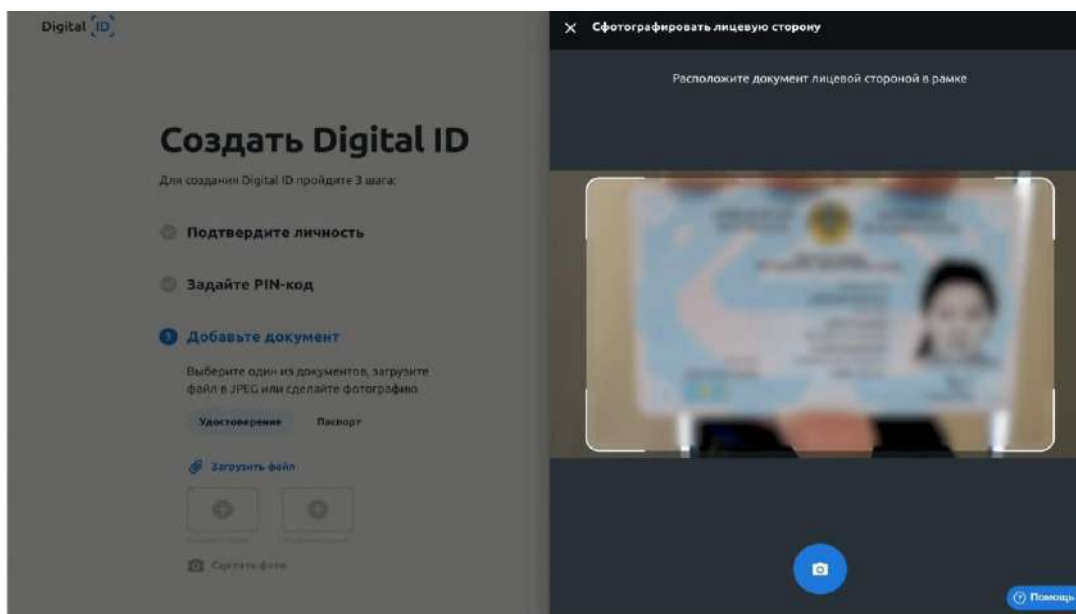 Digital ID
Создать Digital ID
Для создания Digital ID пройдите 3 шага:
Подтвердите личность
Задайте PIN-код
3 Добавьте документ
Выберите один из документов, загрузите
файл в JPEG или сделайте фотографию
Удостоверение Паспорт
Загрузить файл
Сделать фото
Сфотографировать лицевую сторону
Расположите документ лицевой стороной в рамке
Помощь